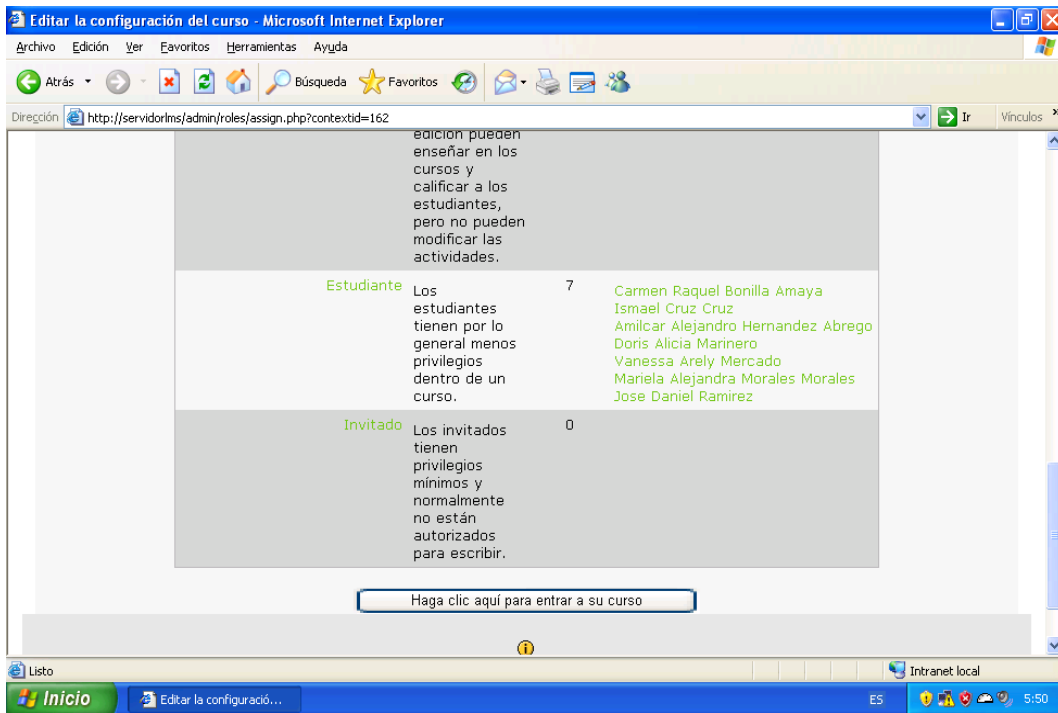 Editar la configuración del curso - Microsoft Internet Explorer
Archivo Edición Ver Favoritos Herramientas Ayuda
Atrás Búsqueda Favoritos
Dirección http://servidorlms/admin/roles/assign.php?contextid=162 Ir Vínculos »
edición pueden
enseñar en los
cursos y
calificar a los
estudiantes,
pero no pueden
modificar las
actividades.
Estudiante
Los
estudiantes
tienen por lo
general menos
privilegios
dentro de un
curso.
7
Carmen Raquel Bonilla Amaya
Ismael Cruz Cruz
Amilcar Alejandro Hernandez Abrego
Doris Alicia Marinero
Vanessa Arely Mercado
Mariela Alejandra Morales Morales
Jose Daniel Ramirez
Invitado
Los invitados
tienen
privilegios
mínimos y
normalmente
no están
autorizados
para escribir.
0
Haga clic aquí para entrar a su curso
Listo Intranet local
Inicio Editar la configuració... ES 5:50